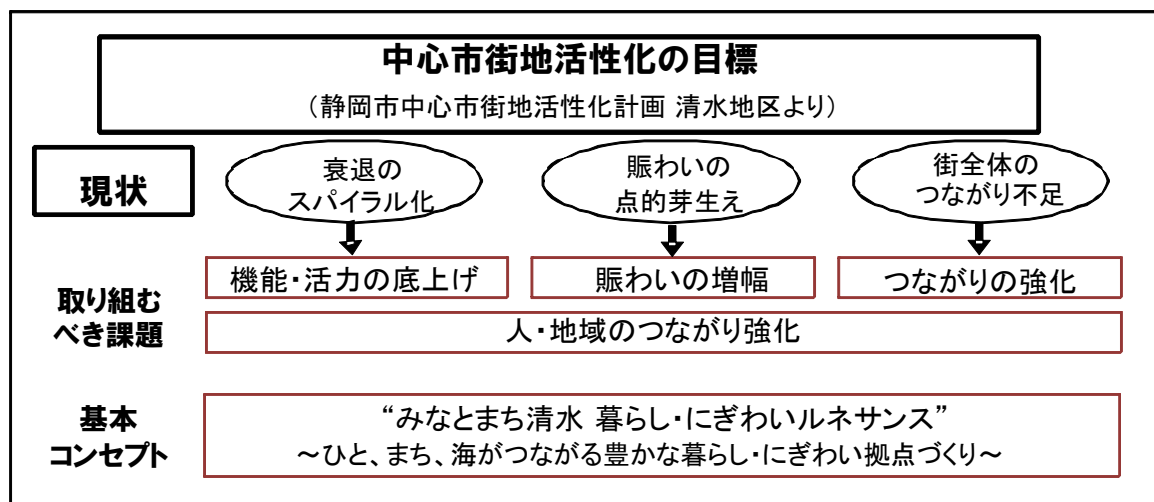 中心市街地活性化の目標
（静岡市中心市街地活性化計画 清水地区より）
現状
衰退の
スパイラル化
賑わいの
点的芽生え
街全体の
つながり不足
取り組む
べき課題
機能・活力の底上げ
賑わいの増幅
つながりの強化
人・地域のつながり強化
基本
コンセプト
“みなとまち清水 暮らし・にぎわいルネサンス”
～ひと、まち、海がつながる豊かな暮らし・にぎわい拠点づくり～